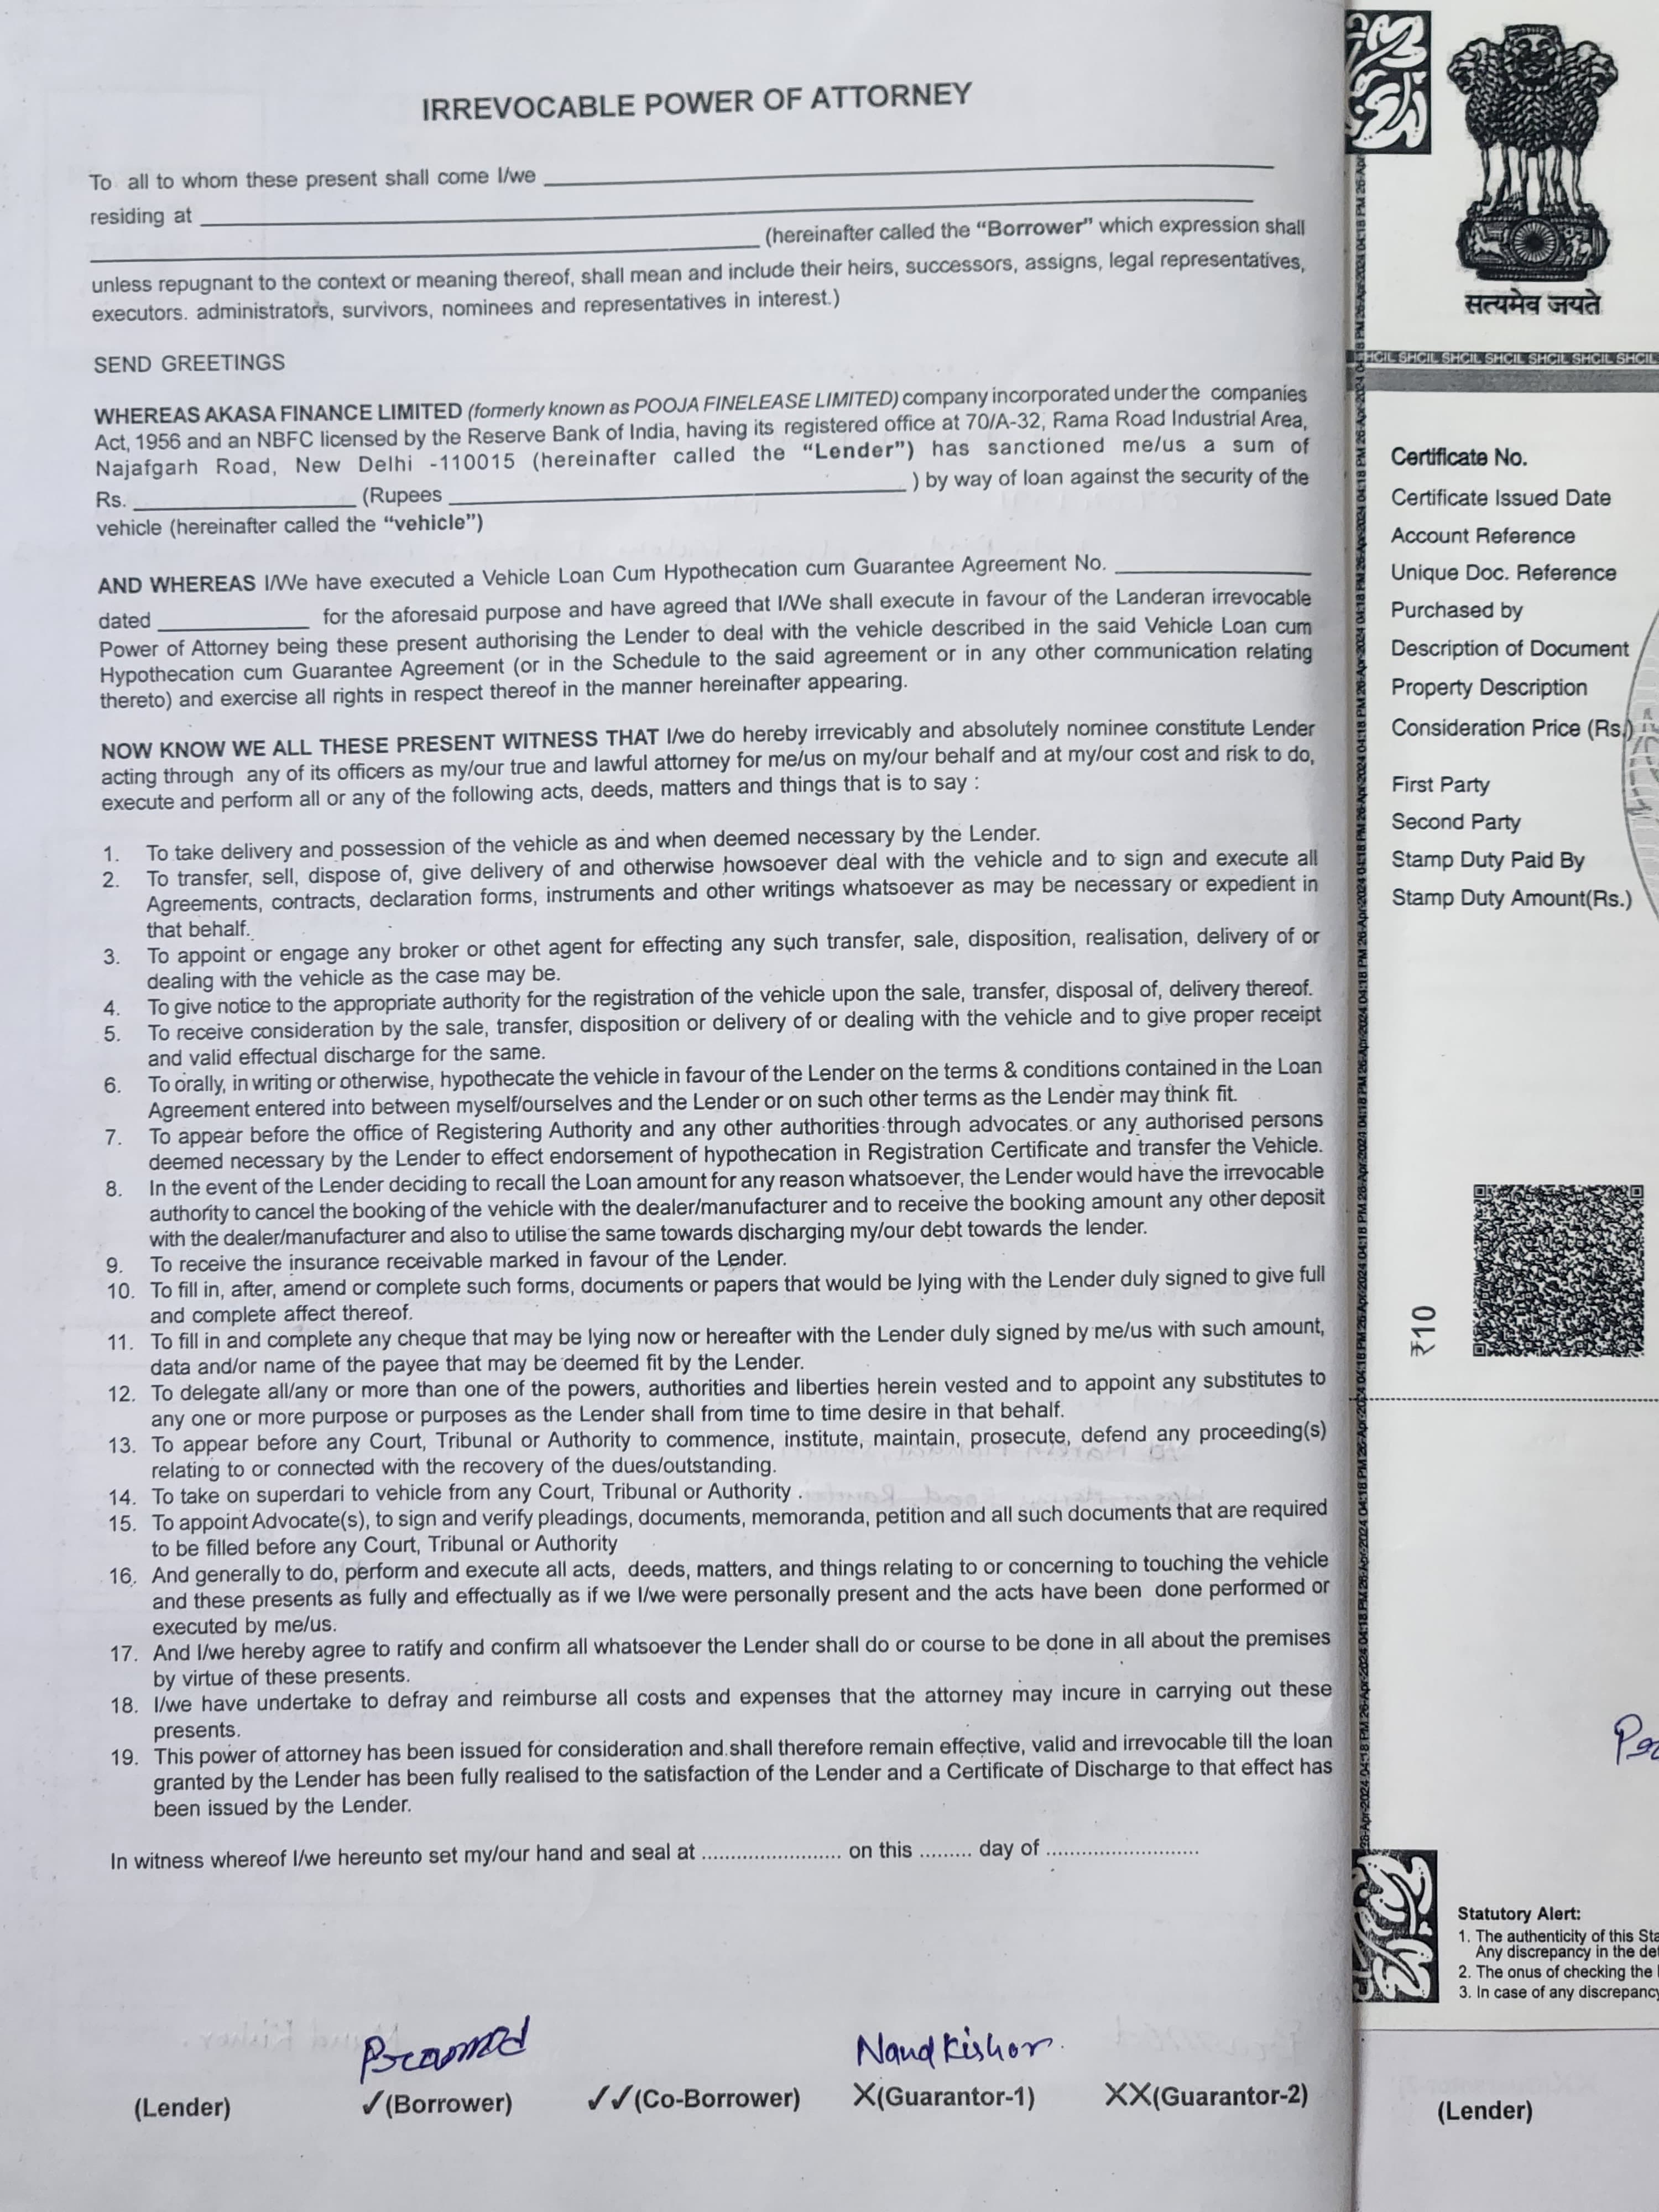 IRREVOCABLE POWER OF ATTORNEY
To all to whom these present shall come I/we
residing at
(hereinafter called the “Borrower” which expression shall
unless repugnant to the context or meaning thereof, shall mean and include their heirs, successors, assigns, legal representatives,
executors. administrators, survivors, nominees and representatives in interest.)
SEND GREETINGS
WHEREAS AKASA FINANCE LIMITED (formerly known as POOJA FINELEASE LIMITED) company incorporated under the companies
Act, 1956 and an NBFC licensed by the Reserve Bank of India, having its registered office at 70/A-32, Rama Road Industrial Area,
Najafgarh Road, New Delhi -110015 (hereinafter called the “Lender”) has sanctioned me/us a sum of
Rs. (Rupees ) by way of loan against the security of the
vehicle (hereinafter called the “vehicle”)
AND WHEREAS I/We have executed a Vehicle Loan Cum Hypothecation cum Guarantee Agreement No.
dated for the aforesaid purpose and have agreed that I/We shall execute in favour of the Landeran irrevocable
Power of Attorney being these present authorising the Lender to deal with the vehicle described in the said Vehicle Loan cum
Hypothecation cum Guarantee Agreement (or in the Schedule to the said agreement or in any other communication relating
thereto) and exercise all rights in respect thereof in the manner hereinafter appearing.
NOW KNOW WE ALL THESE PRESENT WITNESS THAT I/we do hereby irrevicably and absolutely nominee constitute Lender
acting through any of its officers as my/our true and lawful attorney for me/us on my/our behalf and at my/our cost and risk to do,
execute and perform all or any of the following acts, deeds, matters and things that is to say :
1. To take delivery and possession of the vehicle as and when deemed necessary by the Lender.
2. To transfer, sell, dispose of, give delivery of and otherwise howsoever deal with the vehicle and to sign and execute all
Agreements, contracts, declaration forms, instruments and other writings whatsoever as may be necessary or expedient in
that behalf.
3. To appoint or engage any broker or othet agent for effecting any such transfer, sale, disposition, realisation, delivery of or
dealing with the vehicle as the case may be.
4. To give notice to the appropriate authority for the registration of the vehicle upon the sale, transfer, disposal of, delivery thereof.
5. To receive consideration by the sale, transfer, disposition or delivery of or dealing with the vehicle and to give proper receipt
and valid effectual discharge for the same.
6. To orally, in writing or otherwise, hypothecate the vehicle in favour of the Lender on the terms & conditions contained in the Loan
Agreement entered into between myself/ourselves and the Lender or on such other terms as the Lender may think fit.
7. To appear before the office of Registering Authority and any other authorities through advocates or any authorised persons
deemed necessary by the Lender to effect endorsement of hypothecation in Registration Certificate and transfer the Vehicle.
8. In the event of the Lender deciding to recall the Loan amount for any reason whatsoever, the Lender would have the irrevocable
authority to cancel the booking of the vehicle with the dealer/manufacturer and to receive the booking amount any other deposit
with the dealer/manufacturer and also to utilise the same towards discharging my/our debt towards the lender.
9. To receive the insurance receivable marked in favour of the Lender.
10. To fill in, after, amend or complete such forms, documents or papers that would be lying with the Lender duly signed to give full
and complete affect thereof.
11. To fill in and complete any cheque that may be lying now or hereafter with the Lender duly signed by me/us with such amount,
data and/or name of the payee that may be deemed fit by the Lender.
12. To delegate all/any or more than one of the powers, authorities and liberties herein vested and to appoint any substitutes to
any one or more purpose or purposes as the Lender shall from time to time desire in that behalf.
13. To appear before any Court, Tribunal or Authority to commence, institute, maintain, prosecute, defend any proceeding(s)
relating to or connected with the recovery of the dues/outstanding.
14. To take on superdari to vehicle from any Court, Tribunal or Authority .
15. To appoint Advocate(s), to sign and verify pleadings, documents, memoranda, petition and all such documents that are required
to be filled before any Court, Tribunal or Authority
16. And generally to do, perform and execute all acts, deeds, matters, and things relating to or concerning to touching the vehicle
and these presents as fully and effectually as if we I/we were personally present and the acts have been done performed or
executed by me/us.
17. And I/we hereby agree to ratify and confirm all whatsoever the Lender shall do or course to be done in all about the premises
by virtue of these presents.
18. I/we have undertake to defray and reimburse all costs and expenses that the attorney may incure in carrying out these
presents.
19. This power of attorney has been issued for consideration and shall therefore remain effective, valid and irrevocable till the loan
granted by the Lender has been fully realised to the satisfaction of the Lender and a Certificate of Discharge to that effect has
been issued by the Lender.
In witness whereof I/we hereunto set my/our hand and seal at ........................ on this ......... day of ..........................
Nand Kishor
(Lender) ✓(Borrower) ✓✓(Co-Borrower) X(Guarantor-1) XX(Guarantor-2)
सत्यमेव जयते
SHCIL SHCIL SHCIL SHCIL SHCIL
Certificate No.
Certificate Issued Date
Account Reference
Unique Doc. Reference
Purchased by
Description of Document
Property Description
Consideration Price (Rs.)
First Party
Second Party
Stamp Duty Paid By
Stamp Duty Amount(Rs.)
₹10
Statutory Alert:
1. The authenticity of this
Any discrepancy in the
2. The onus of checking the
3. In case of any discrepancy
(Lender)